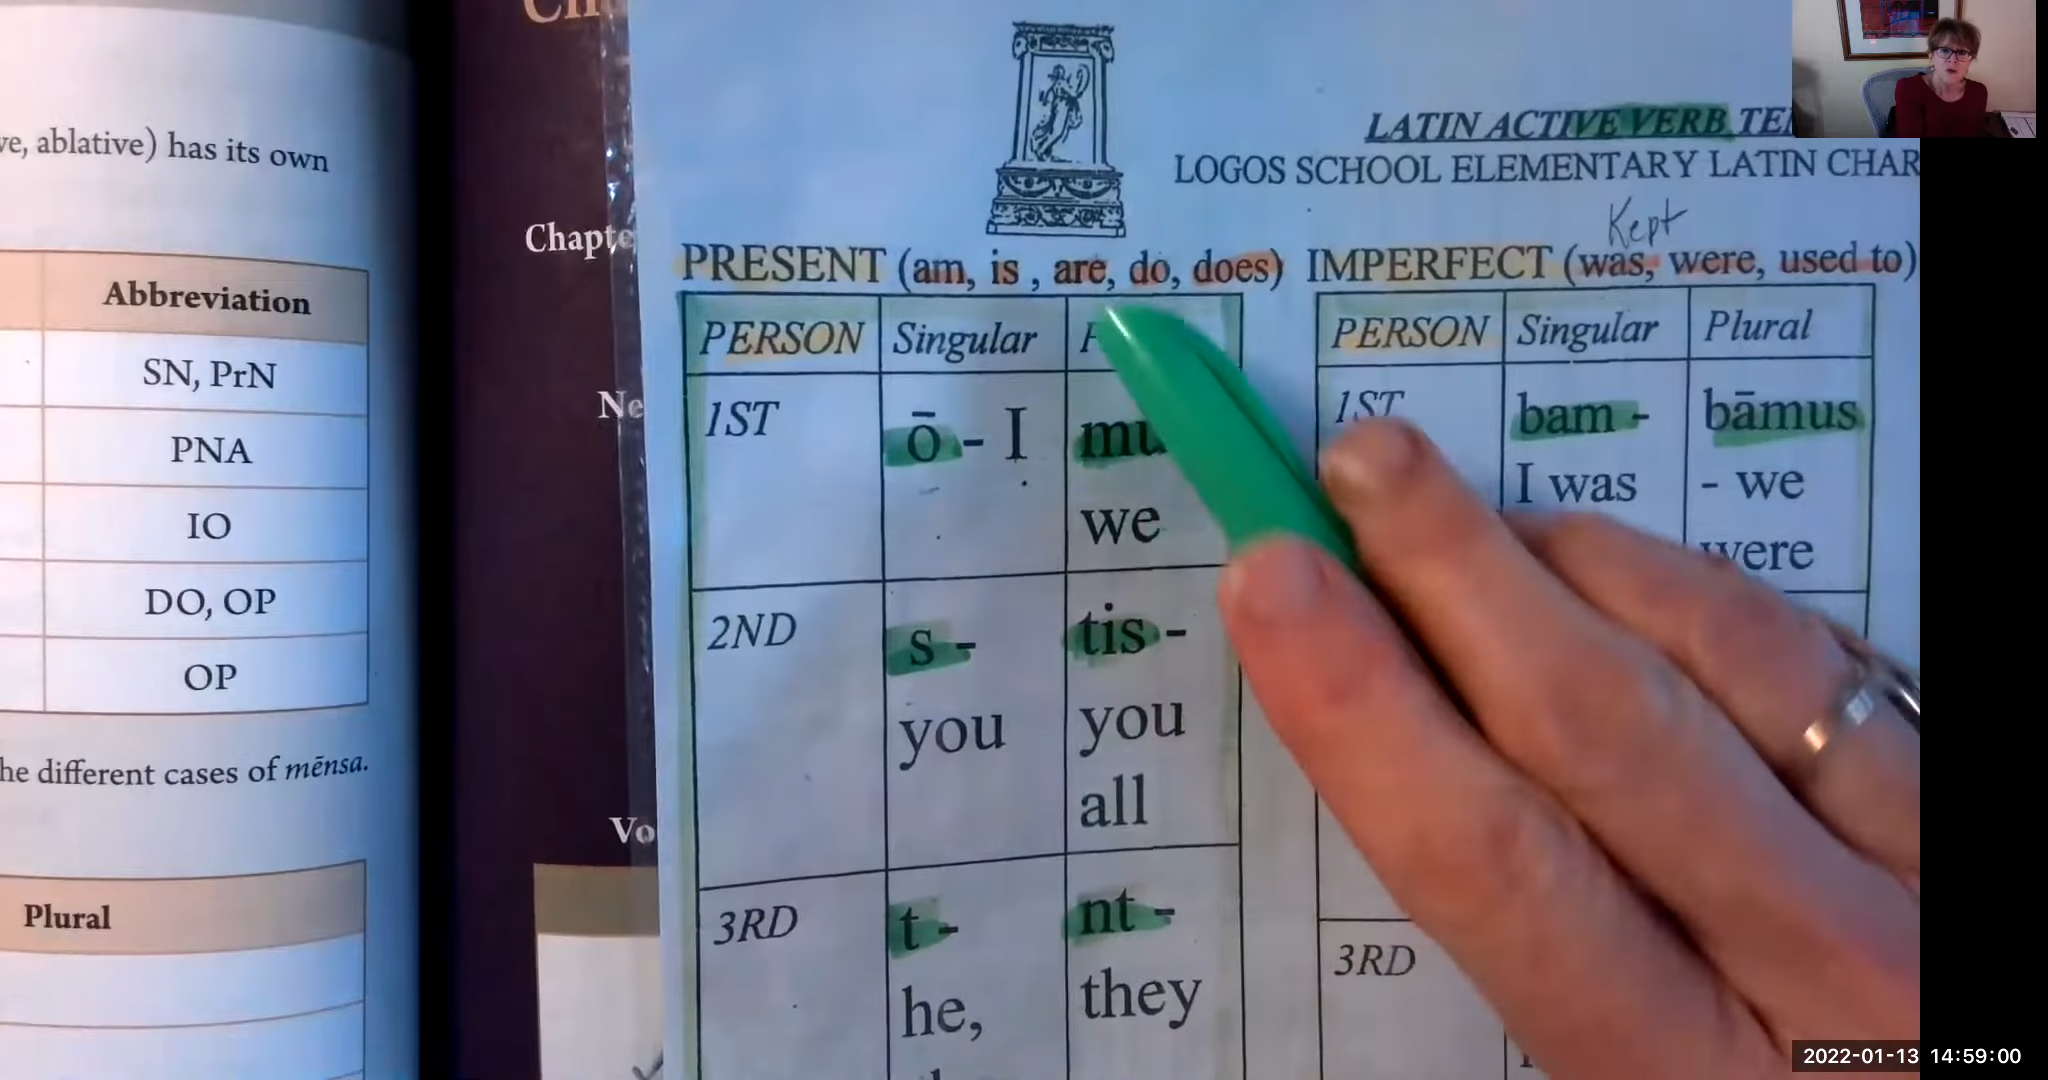 ve, ablative) has its own
Abbreviation
SN, PrN
PNA
IO
DO, OP
OP
he different cases of mēnsa.
Plural
Chapte
Ne
Vo
LATIN ACTIVE VERB TE
LOGOS SCHOOL ELEMENTARY LATIN CHAR
Kept
PRESENT (am, is , are, do, does)
PERSON Singular
1ST ō - I mu
we
2ND s - tis -
you you
all
3RD t - nt -
he, they
IMPERFECT (was, were, used to)
PERSON Singular Plural
1ST bam - bāmus
I was - we
were
3RD
2022-01-13 14:59:00